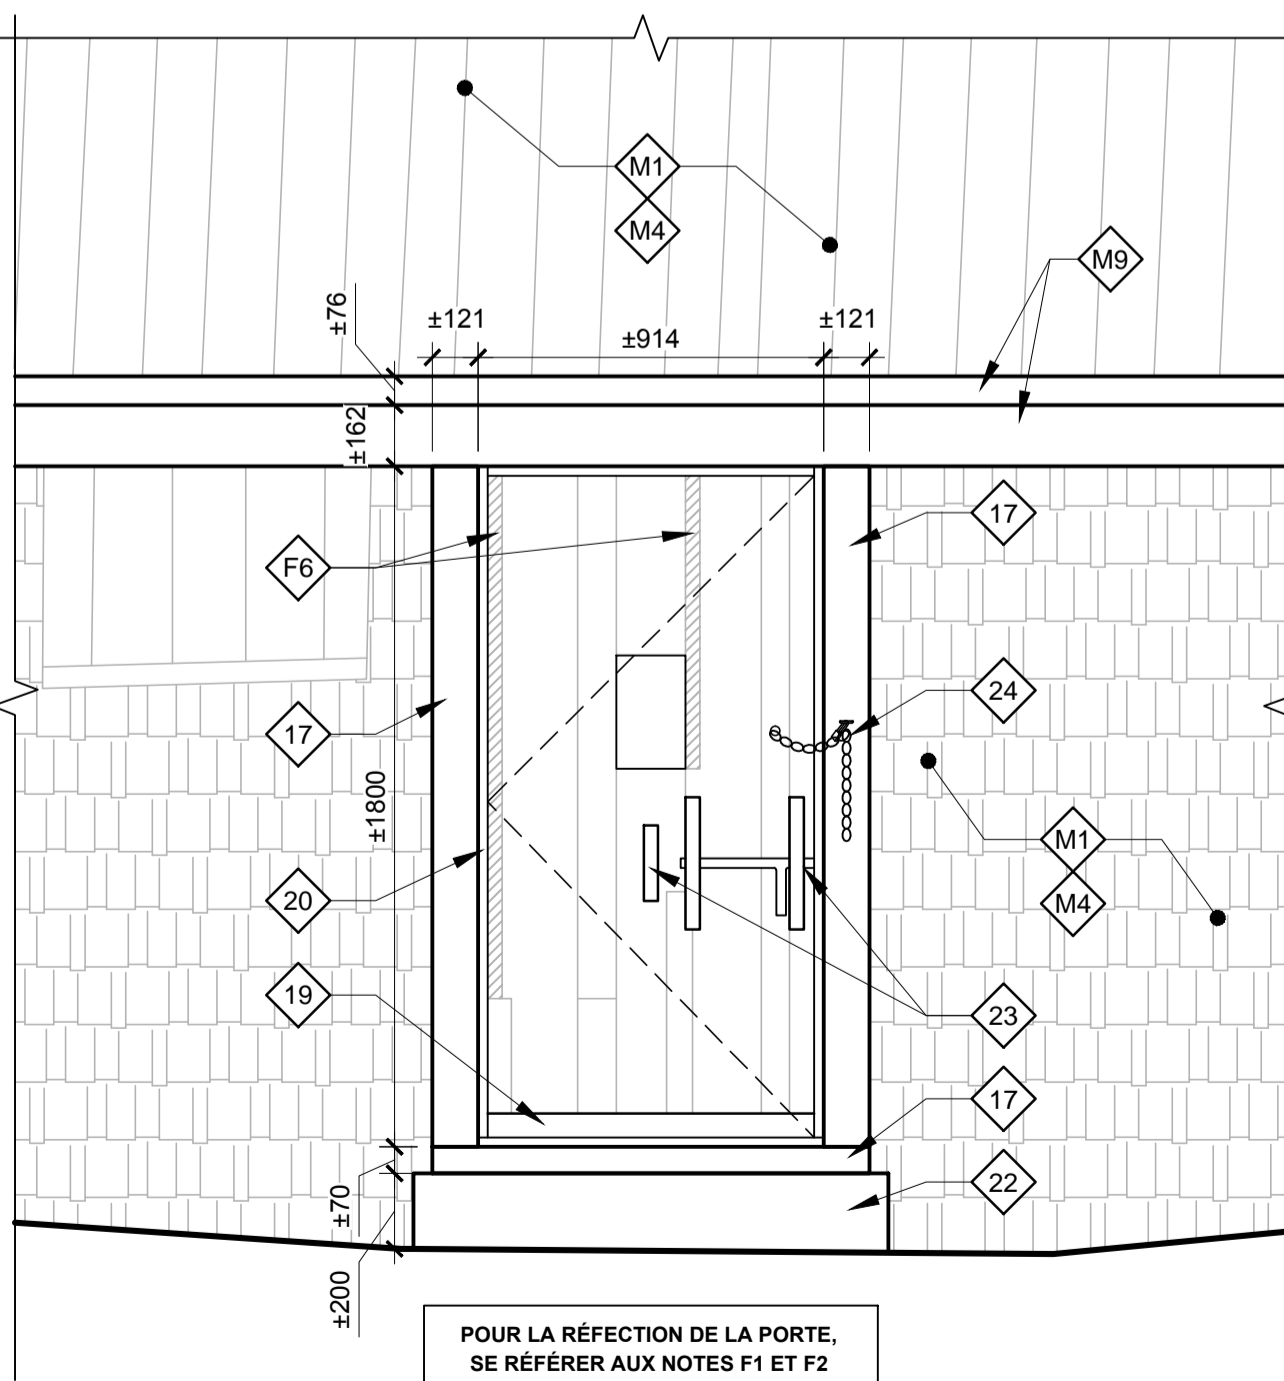 M1
M4
M9
±76
±121
±914
±121
±162
17
F6
24
17
±1800
M1
M4
20
19
23
17
22
±70
±200
POUR LA RÉFECTION DE LA PORTE,
SE RÉFÉRER AUX NOTES F1 ET F2